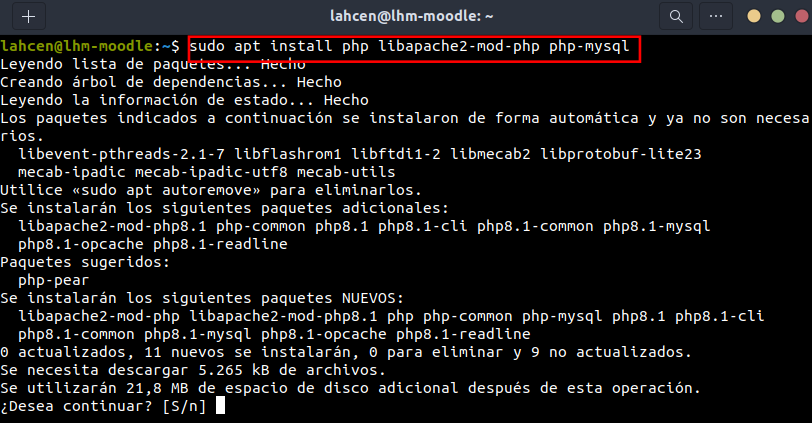 lahcen@lhm-moodle: ~
lahcen@lhm-moodle:~$ sudo apt install php libapache2-mod-php php-mysql
Leyendo lista de paquetes... Hecho
Creando árbol de dependencias... Hecho
Leyendo la información de estado... Hecho
Los paquetes indicados a continuación se instalaron de forma automática y ya no son necesa
rios.
  libevent-pthreads-2.1-7 libflashrom1 libftdi1-2 libmecab2 libprotobuf-lite23
  mecab-ipadic mecab-ipadic-utf8 mecab-utils
Utilice «sudo apt autoremove» para eliminarlos.
Se instalarán los siguientes paquetes adicionales:
  libapache2-mod-php8.1 php-common php8.1 php8.1-cli php8.1-common php8.1-mysql
  php8.1-opcache php8.1-readline
Paquetes sugeridos:
  php-pear
Se instalarán los siguientes paquetes NUEVOS:
  libapache2-mod-php libapache2-mod-php8.1 php php-common php-mysql php8.1 php8.1-cli
  php8.1-common php8.1-mysql php8.1-opcache php8.1-readline
0 actualizados, 11 nuevos se instalarán, 0 para eliminar y 9 no actualizados.
Se necesita descargar 5.265 kB de archivos.
Se utilizarán 21,8 MB de espacio de disco adicional después de esta operación.
¿Desea continuar? [S/n]